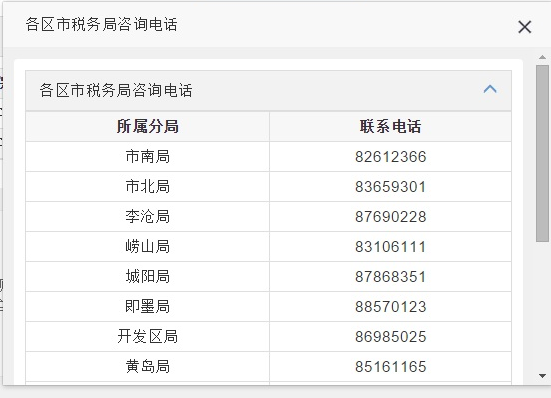 各区市税务局咨询电话
各区市税务局咨询电话
所属分局 联系电话
市南局 82612366
市北局 83659301
李沧局 87690228
崂山局 83106111
城阳局 87868351
即墨局 88570123
开发区局 86985025
黄岛局 85161165